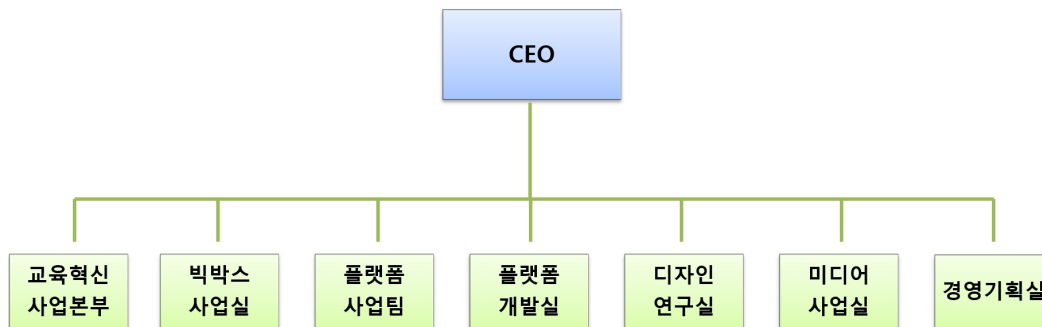 CEO
교육혁신
사업본부
빅박스
사업실
플랫폼
사업팀
플랫폼
개발실
디자인
연구실
미디어
사업실
경영기획실